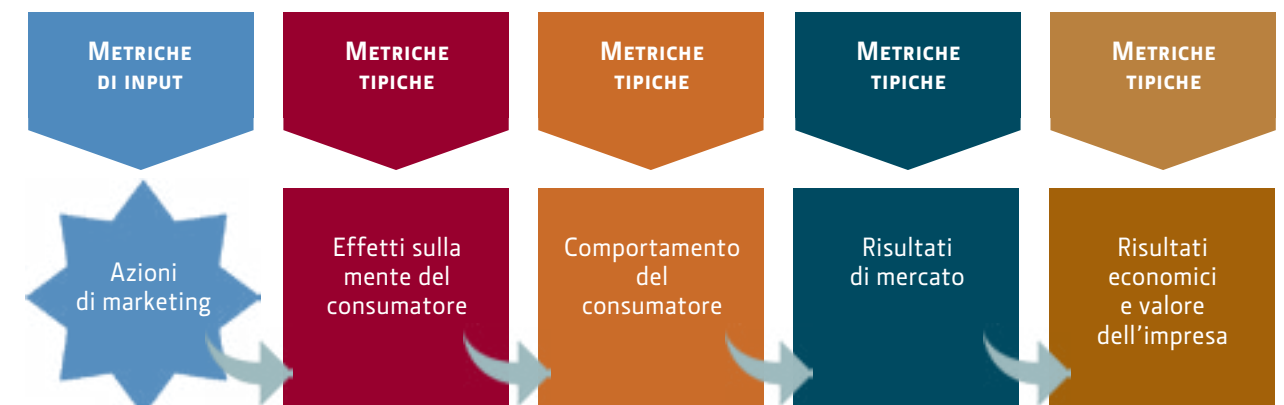 METRICHE
DI INPUT
METRICHE
TIPICHE
METRICHE
TIPICHE
METRICHE
TIPICHE
METRICHE
TIPICHE
Azioni
di marketing
Effetti sulla
mente del
consumatore
Comportamento
del
consumatore
Risultati
di mercato
Risultati
economici
e valore
dell'impresa